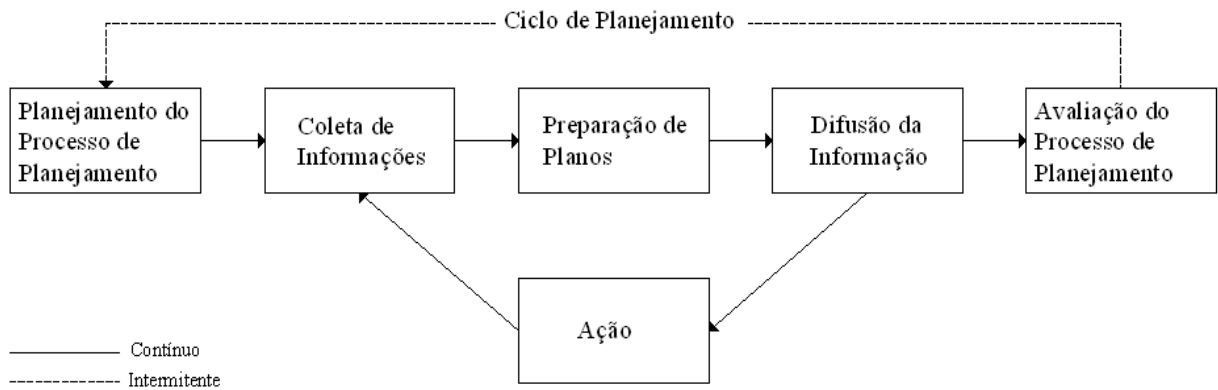 Ciclo de Planejamento
Planejamento do
Processo de
Planejamento
Coleta de
Informações
Preparação de
Planos
Difusão da
Informação
Avaliação do
Processo de
Planejamento
Ação
Contínuo
Intermitente